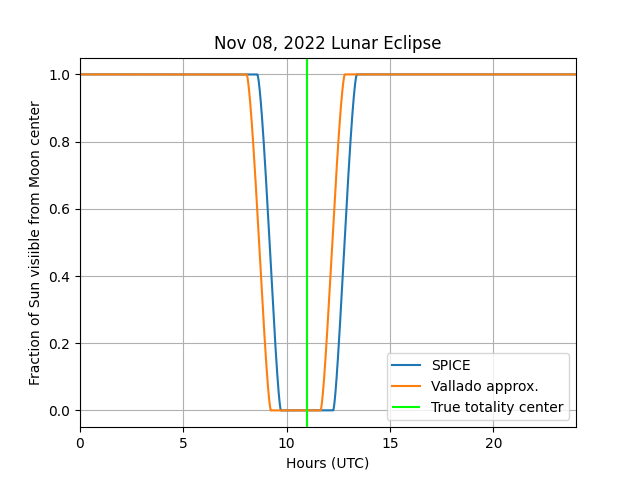 Nov 08, 2022 Lunar Eclipse
Fraction of Sun visiible from Moon center
1.0
0.8
0.6
0.4
0.2
0.0
SPICE
Vallado approx.
True totality center
0 5 10 15 20
Hours (UTC)